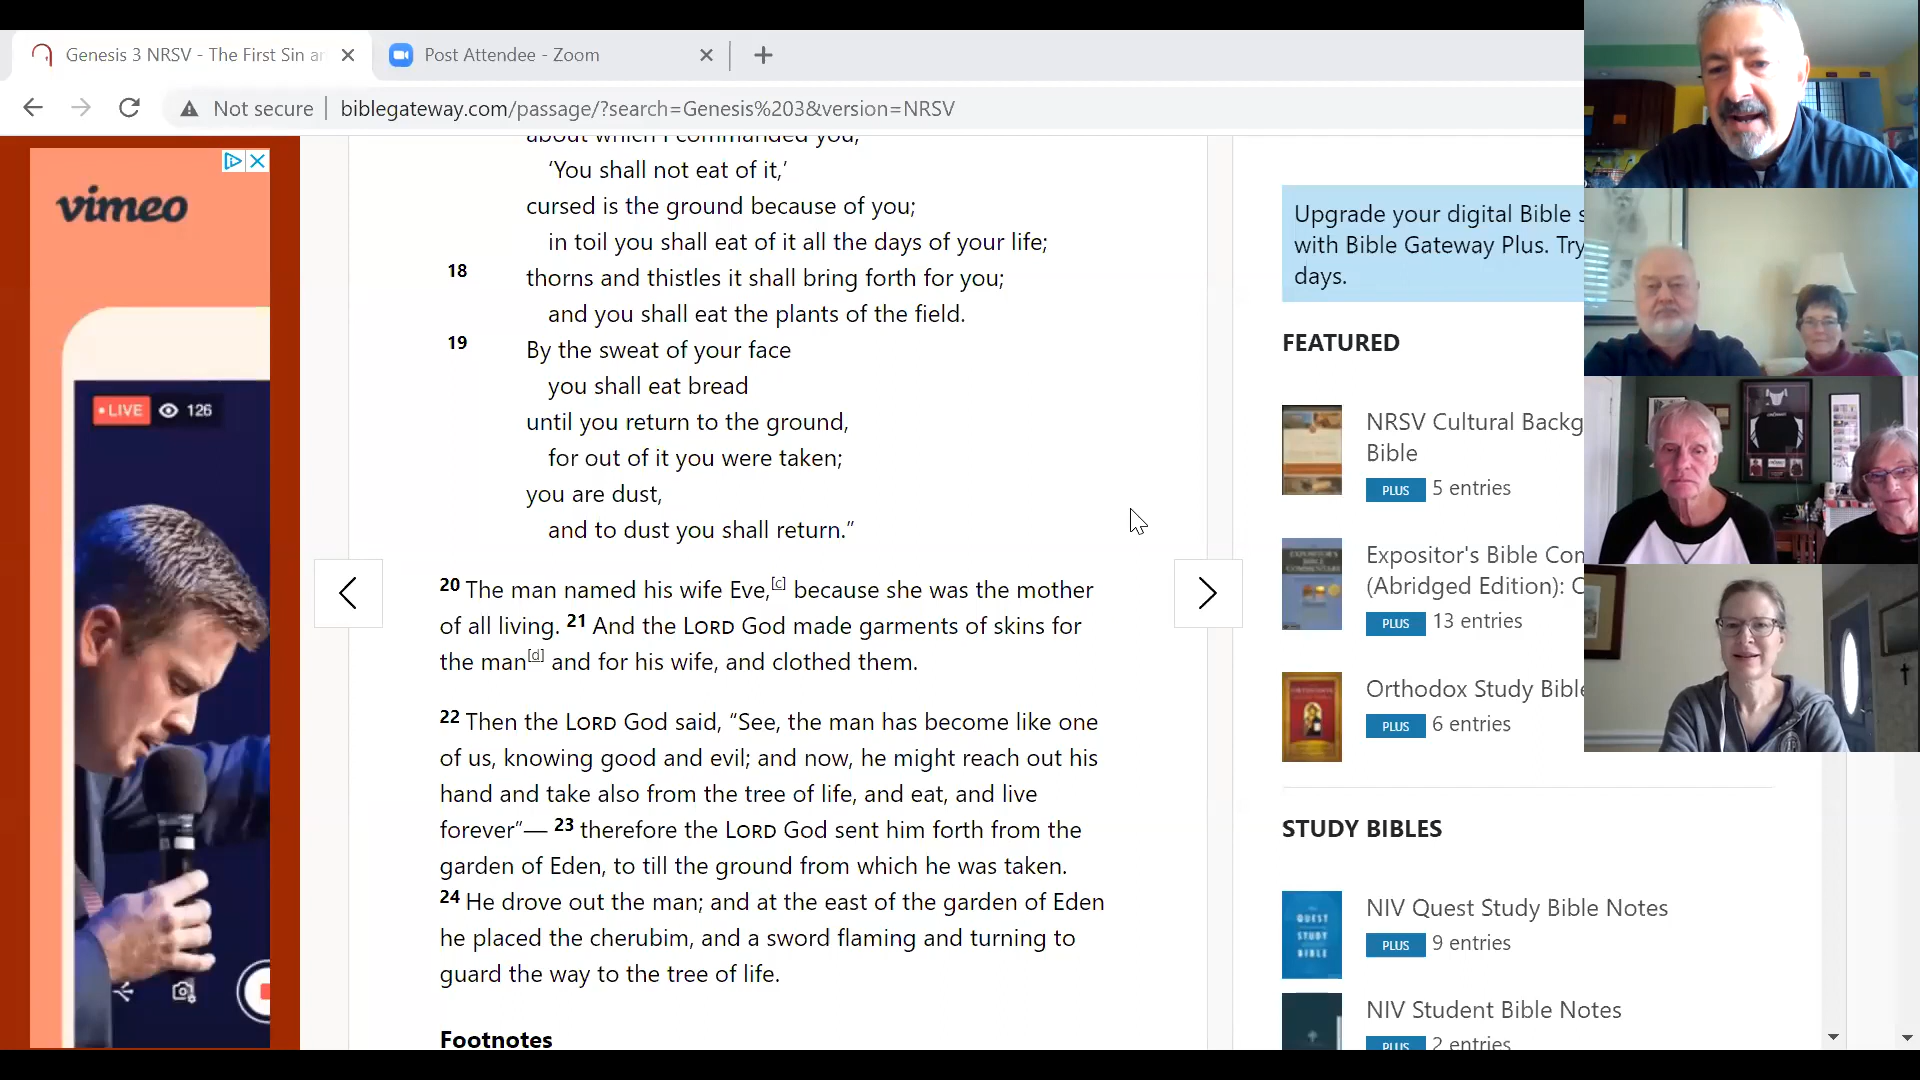 Genesis 3 NRSV - The First Sin ar
Post Attendee - Zoom
Not secure | biblegateway.com/passage/?search=Genesis%203&version=NRSV
vimeo
LIVE 126
about which I commanded you,
‘You shall not eat of it,’
cursed is the ground because of you;
in toil you shall eat of it all the days of your life;
18 thorns and thistles it shall bring forth for you;
and you shall eat the plants of the field.
19 By the sweat of your face
you shall eat bread
until you return to the ground,
for out of it you were taken;
you are dust,
and to dust you shall return.”
20 The man named his wife Eve,[c] because she was the mother
of all living. 21 And the LORD God made garments of skins for
the man[d] and for his wife, and clothed them.
22 Then the LORD God said, “See, the man has become like one
of us, knowing good and evil; and now, he might reach out his
hand and take also from the tree of life, and eat, and live
forever”— 23 therefore the LORD God sent him forth from the
garden of Eden, to till the ground from which he was taken.
24 He drove out the man; and at the east of the garden of Eden
he placed the cherubim, and a sword flaming and turning to
guard the way to the tree of life.
Footnotes
Upgrade your digital Bible s
with Bible Gateway Plus. Try
days.
FEATURED
NRSV Cultural Backg
Bible
PLUS 5 entries
Expositor's Bible Con
(Abridged Edition): C
PLUS 13 entries
Orthodox Study Bible
PLUS 6 entries
STUDY BIBLES
QUEST
STUDY
BIBLE
NIV Quest Study Bible Notes
PLUS 9 entries
NIV Student Bible Notes
PLUS 2 entries